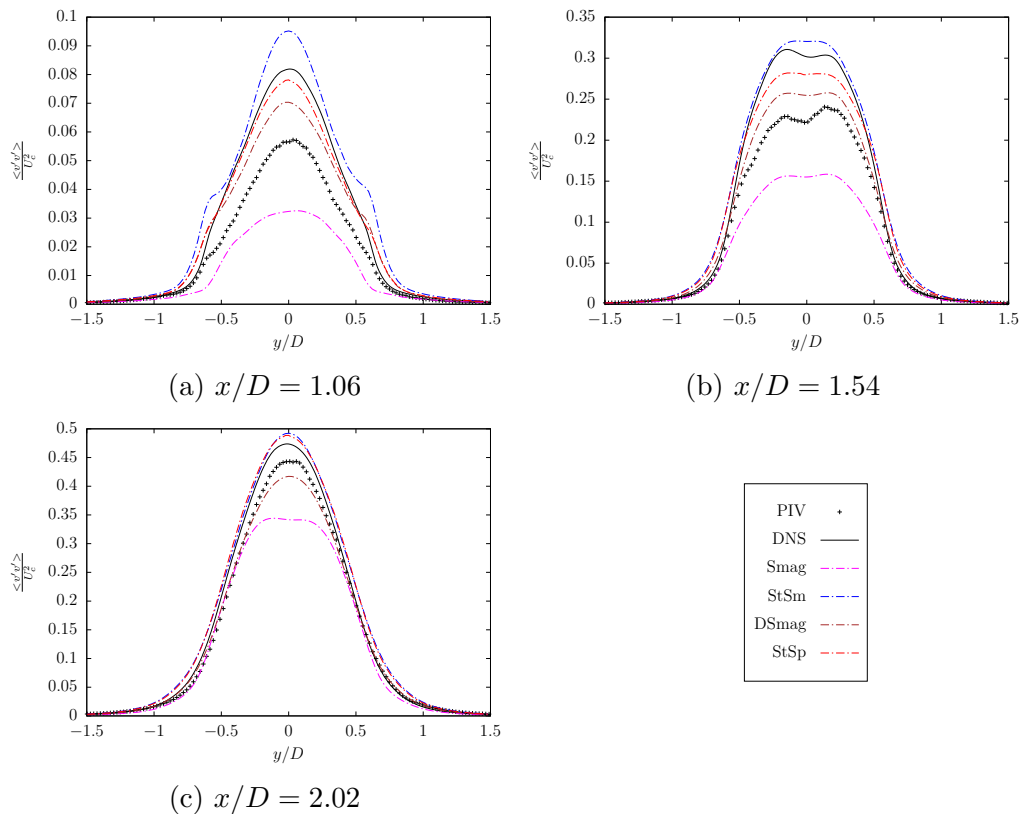 0.1
0.09
0.08
0.07
0.06
0.05
0.04
0.03
0.02
0.01
0
<v'v'>
U_c^2
−1.5 −1 −0.5 0 0.5 1 1.5
y/D
(a) x/D = 1.06
0.35
0.3
0.25
0.2
0.15
0.1
0.05
0
<v'v'>
U_c^2
−1.5 −1 −0.5 0 0.5 1 1.5
y/D
(b) x/D = 1.54
0.5
0.45
0.4
0.35
0.3
0.25
0.2
0.15
0.1
0.05
0
<v'v'>
U_c^2
−1.5 −1 −0.5 0 0.5 1 1.5
y/D
(c) x/D = 2.02
PIV
DNS
Smag
StSm
DSmag
StSp